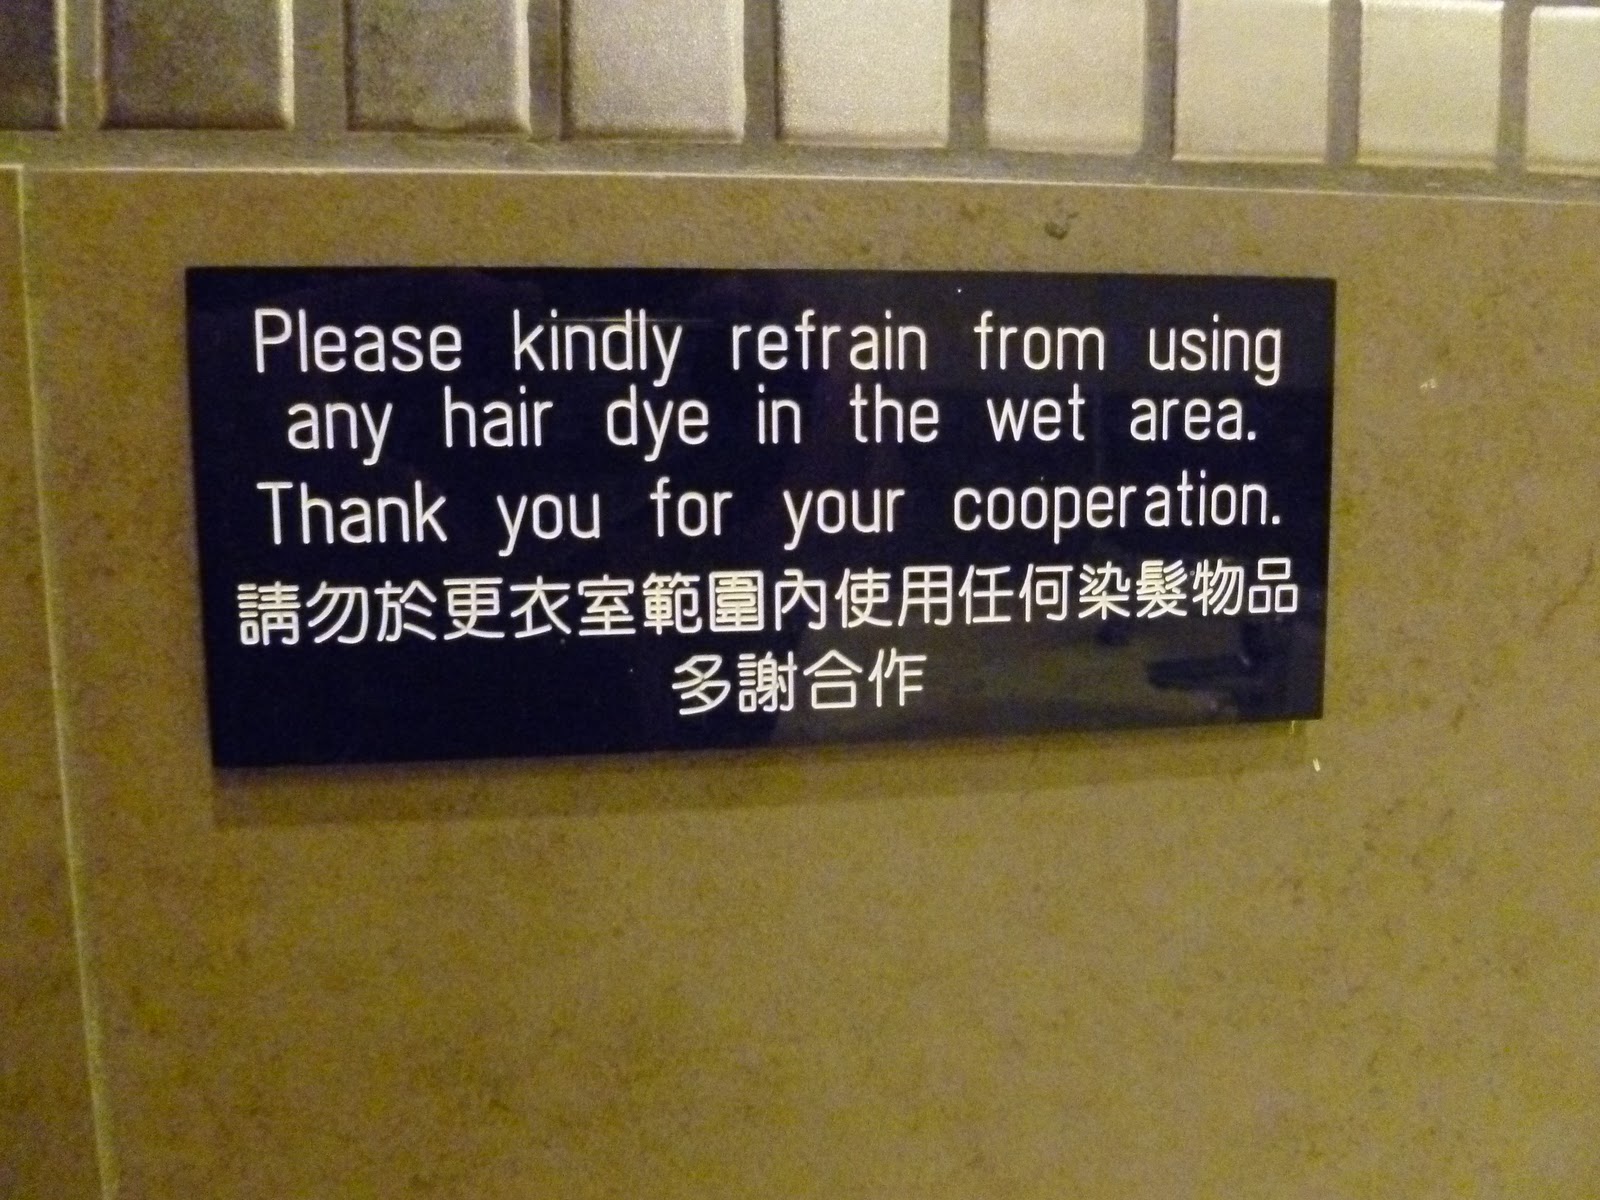 Please kindly refrain from using
any hair dye in the wet area.
Thank you for your cooperation.
請勿於更衣室範圍內使用任何染髮物品
多謝合作